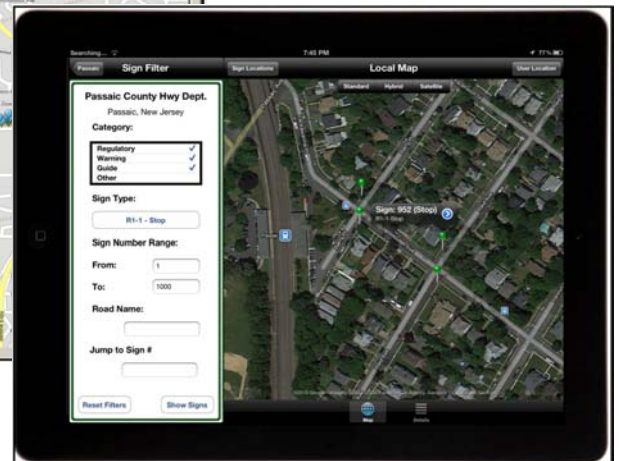 Searching...
7:45 PM
77%
Passaic
Sign Filter
Sign Locations
Local Map
User Location
Standard Hybrid Satellite
Passaic County Hwy Dept.
Passaic, New Jersey
Category:
Regulatory
Warning
Guide
Other
Sign Type:
R1-1 - Stop
Sign Number Range:
From: 1
To: 1000
Road Name:
Jump to Sign #
Reset Filters
Show Signs
Sign: 952 (Stop)
R1-1 Stop
Map
Details